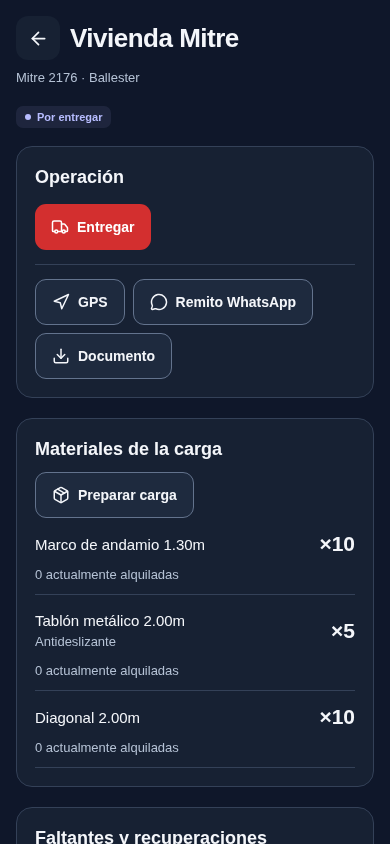 Vivienda Mitre
Mitre 2176 · Ballester
Por entregar
Operación
Entregar
GPS
Remito WhatsApp
Documento
Materiales de la carga
Preparar carga
Marco de andamio 1.30m ×10
0 actualmente alquiladas
Tablón metálico 2.00m ×5
Antideslizante
0 actualmente alquiladas
Diagonal 2.00m ×10
0 actualmente alquiladas
Faltantes y recuperaciones